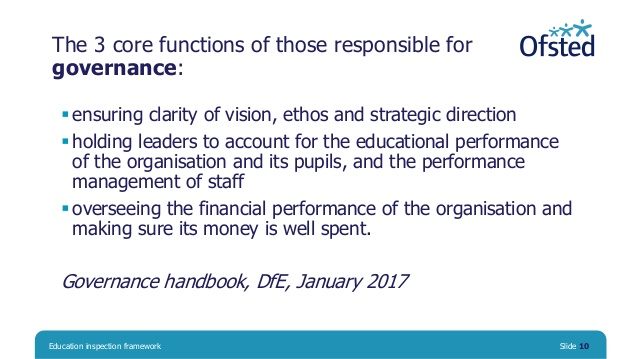 The 3 core functions of those responsible for
governance:
Ofsted
▪ensuring clarity of vision, ethos and strategic direction
▪holding leaders to account for the educational performance
of the organisation and its pupils, and the performance
management of staff
▪overseeing the financial performance of the organisation and
making sure its money is well spent.
Governance handbook, DfE, January 2017
Education inspection framework
Slide 10